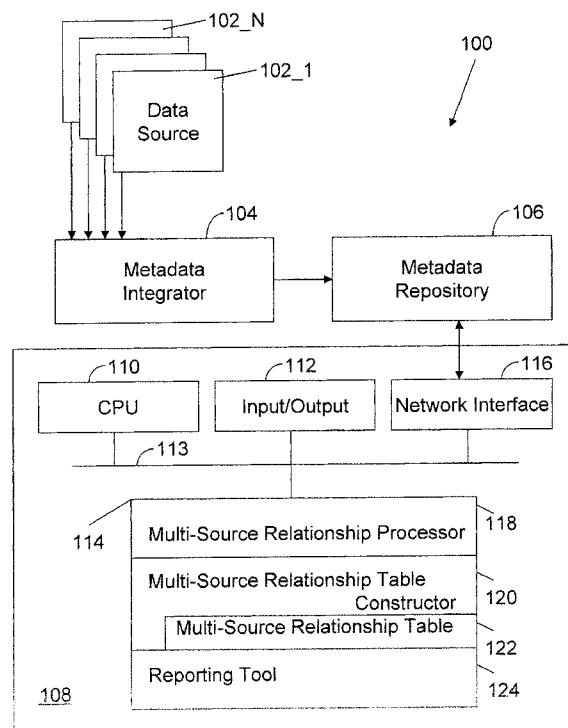 102_N
102_1
100
Data
Source
104
106
Metadada
Integrator
Metadada
Repository
110
112
116
CPU
Input/Output
Network Interface
113
114
Multi-Source Relationship Processor
118
Multi-Source Relationship Table
Constructor
120
Multi-Source Relationship Table
122
Reporting Tool
108
124